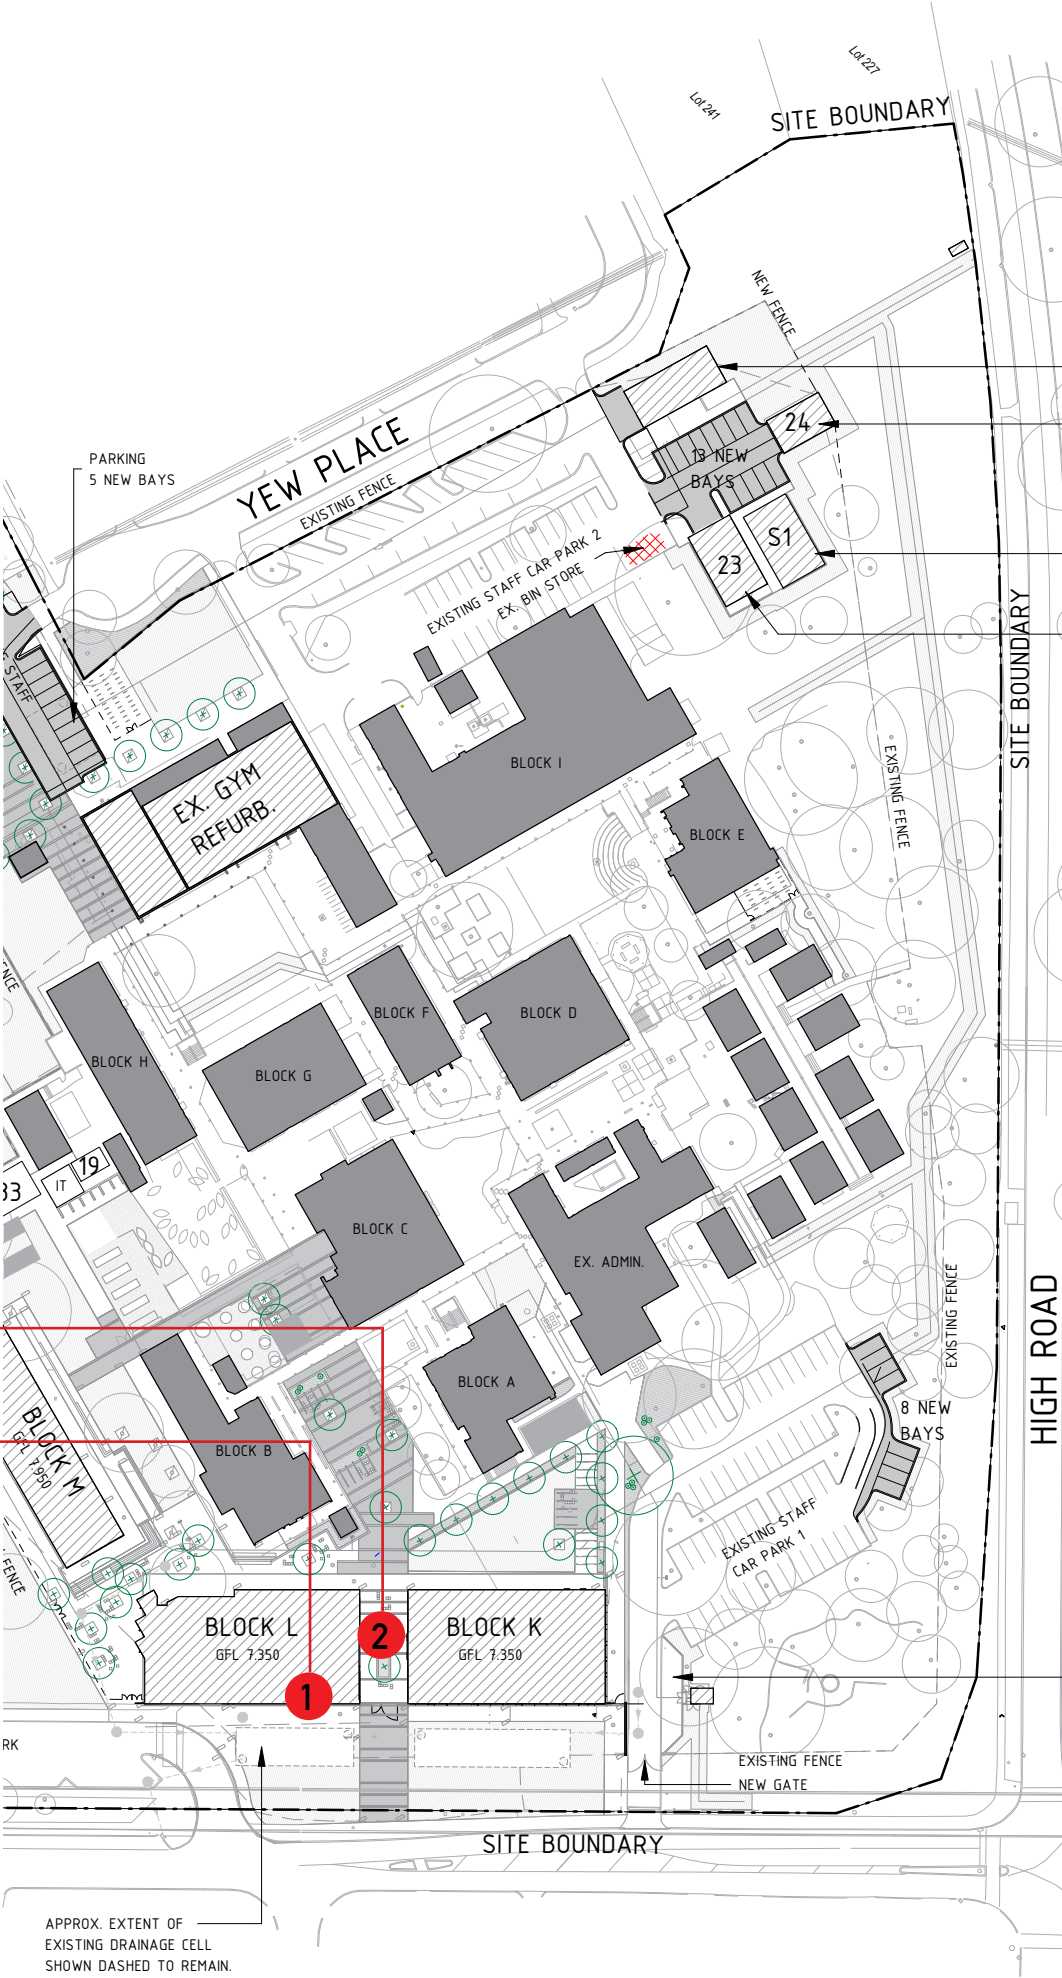 Lot 227
Lot 241
SITE BOUNDARY
NEW FENCE
PARKING
5 NEW BAYS
YEW PLACE
EXISTING FENCE
24
13 NEW
BAYS
S1
23
EXISTING STAFF CAR PARK 2
EX. BIN STORE
SITE BOUNDARY
STAFF
BLOCK I
EX. GYM
REFURB.
BLOCK E
EXISTING FENCE
BLOCK F
BLOCK D
BLOCK H
BLOCK G
19
IT
33
BLOCK C
EX. ADMIN.
EXISTING FENCE
HIGH ROAD
BLOCK A
8 NEW
BAYS
BLOCK M
GFL 7.950
BLOCK B
EXISTING STAFF
CAR PARK 1
FENCE
BLOCK L
GFL 7.350
2
BLOCK K
GFL 7.350
1
RK
EXISTING FENCE
NEW GATE
SITE BOUNDARY
APPROX. EXTENT OF
EXISTING DRAINAGE CELL
SHOWN DASHED TO REMAIN.